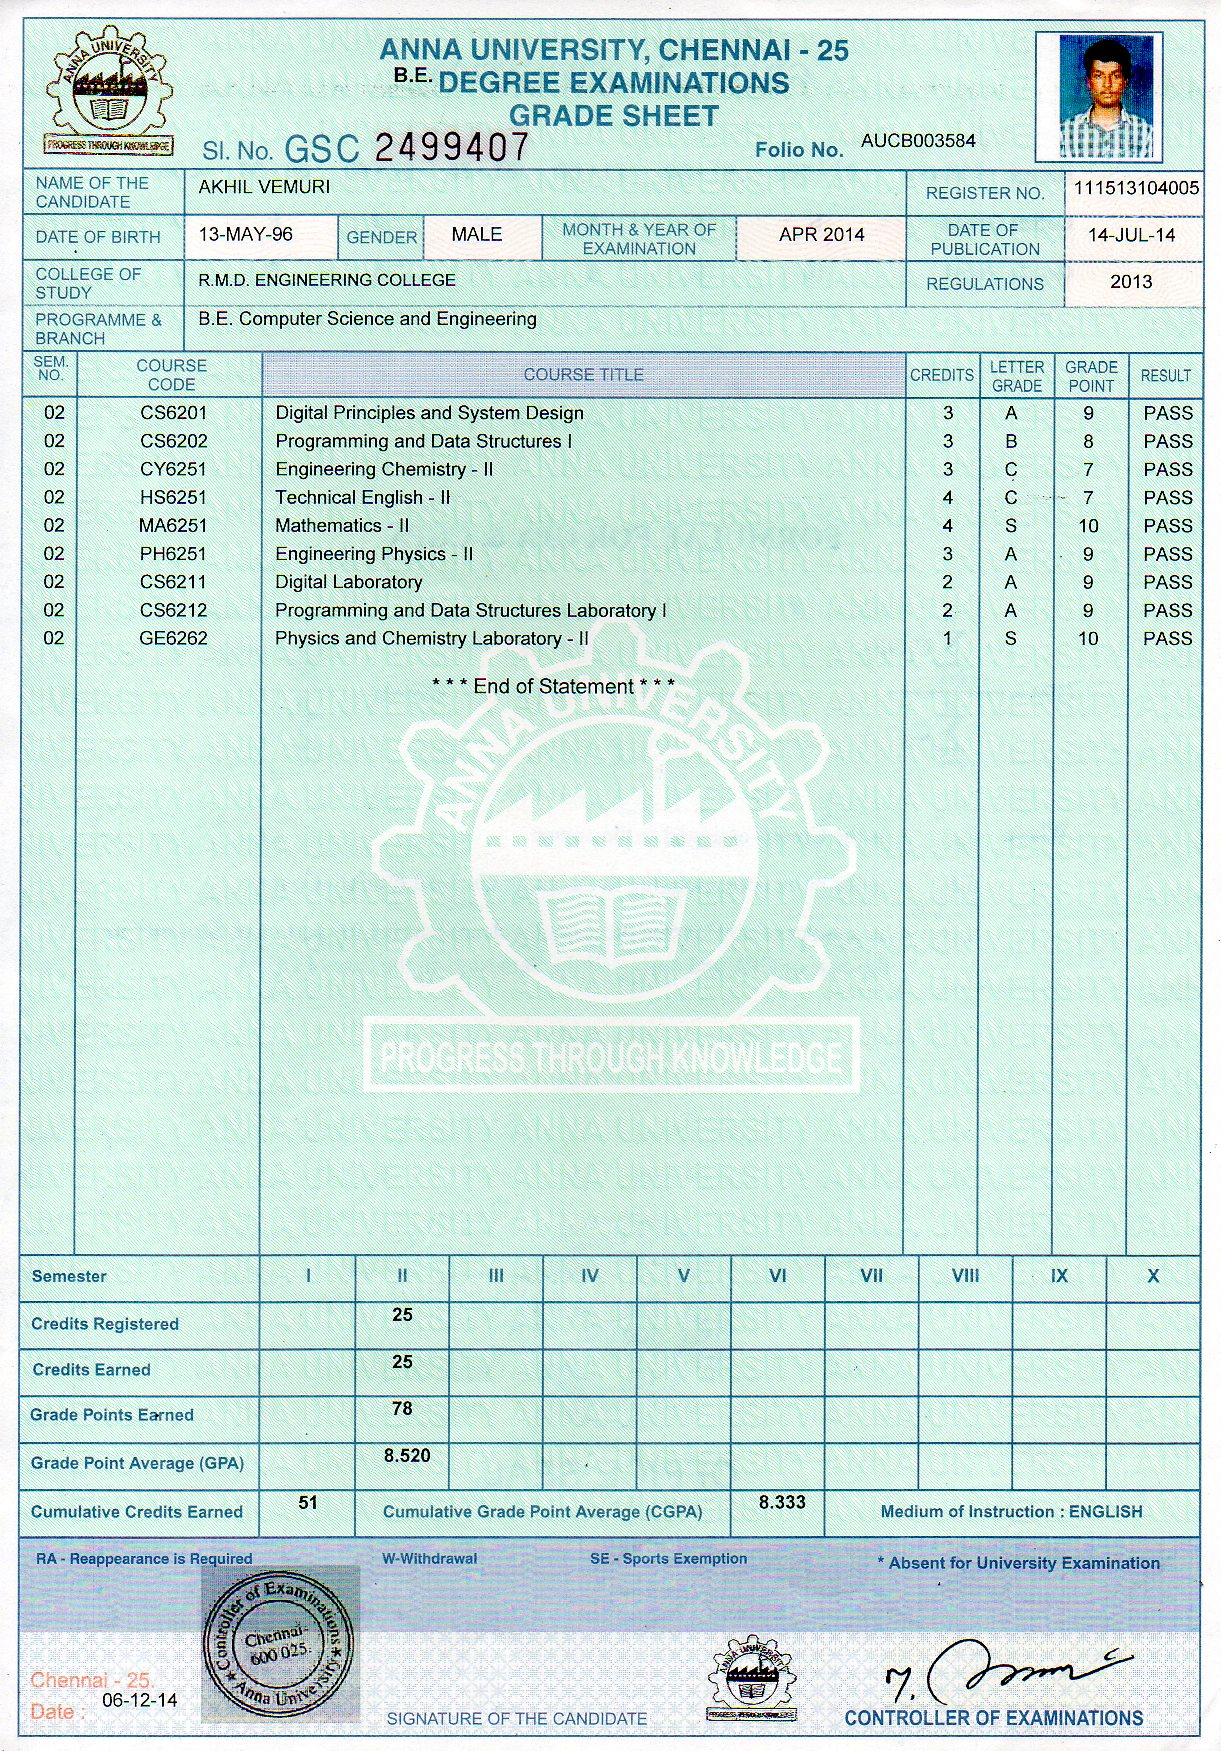 ANNA UNIVERSITY
PROGRESS THROUGH KNOWLEDGE
ANNA UNIVERSITY, CHENNAI - 25
B.E. DEGREE EXAMINATIONS
GRADE SHEET
Sl. No. GSC 2499407
Folio No. AUCB003584
NAME OF THE CANDIDATE AKHIL VEMURI REGISTER NO. 111513104005
DATE OF BIRTH 13-MAY-96 GENDER MALE MONTH & YEAR OF EXAMINATION APR 2014 DATE OF PUBLICATION 14-JUL-14
COLLEGE OF STUDY R.M.D. ENGINEERING COLLEGE REGULATIONS 2013
PROGRAMME & BRANCH B.E. Computer Science and Engineering
SEM. NO. COURSE CODE COURSE TITLE CREDITS LETTER GRADE GRADE POINT RESULT
02 CS6201 Digital Principles and System Design 3 A 9 PASS
02 CS6202 Programming and Data Structures I 3 B 8 PASS
02 CY6251 Engineering Chemistry - II 3 C 7 PASS
02 HS6251 Technical English - II 4 C 7 PASS
02 MA6251 Mathematics - II 4 S 10 PASS
02 PH6251 Engineering Physics - II 3 A 9 PASS
02 CS6211 Digital Laboratory 2 A 9 PASS
02 CS6212 Programming and Data Structures Laboratory I 2 A 9 PASS
02 GE6262 Physics and Chemistry Laboratory - II 1 S 10 PASS
* * * End of Statement * * *
ANNA UNIVERSITY
PROGRESS THROUGH KNOWLEDGE
Semester I II III IV V VI VII VIII IX X
Credits Registered 25
Credits Earned 25
Grade Points Earned 78
Grade Point Average (GPA) 8.520
Cumulative Credits Earned 51 Cumulative Grade Point Average (CGPA) 8.333 Medium of Instruction : ENGLISH
RA - Reappearance is Required W-Withdrawal SE - Sports Exemption * Absent for University Examination
Controller of Examinations
Chennai-
600 025.
Anna University
Chennai - 25.
Date : 06-12-14
SIGNATURE OF THE CANDIDATE
ANNA UNIVERSITY
PROGRESS THROUGH KNOWLEDGE
CONTROLLER OF EXAMINATIONS